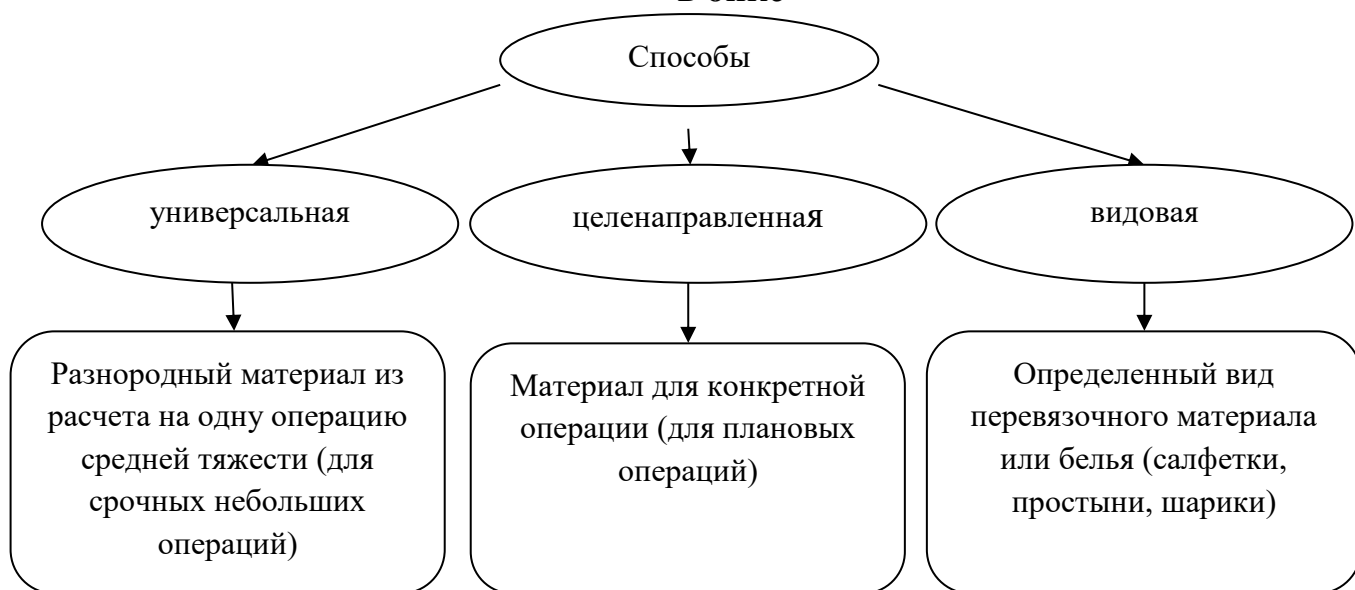 Способы
универсальная
целенаправленная
видовая
Разнородный материал из
расчета на одну операцию
средней тяжести (для
срочных небольших
операций)
Материал для конкретной
операции (для плановых
операций)
Определенный вид
перевязочного материала
или белья (салфетки,
простыни, шарики)